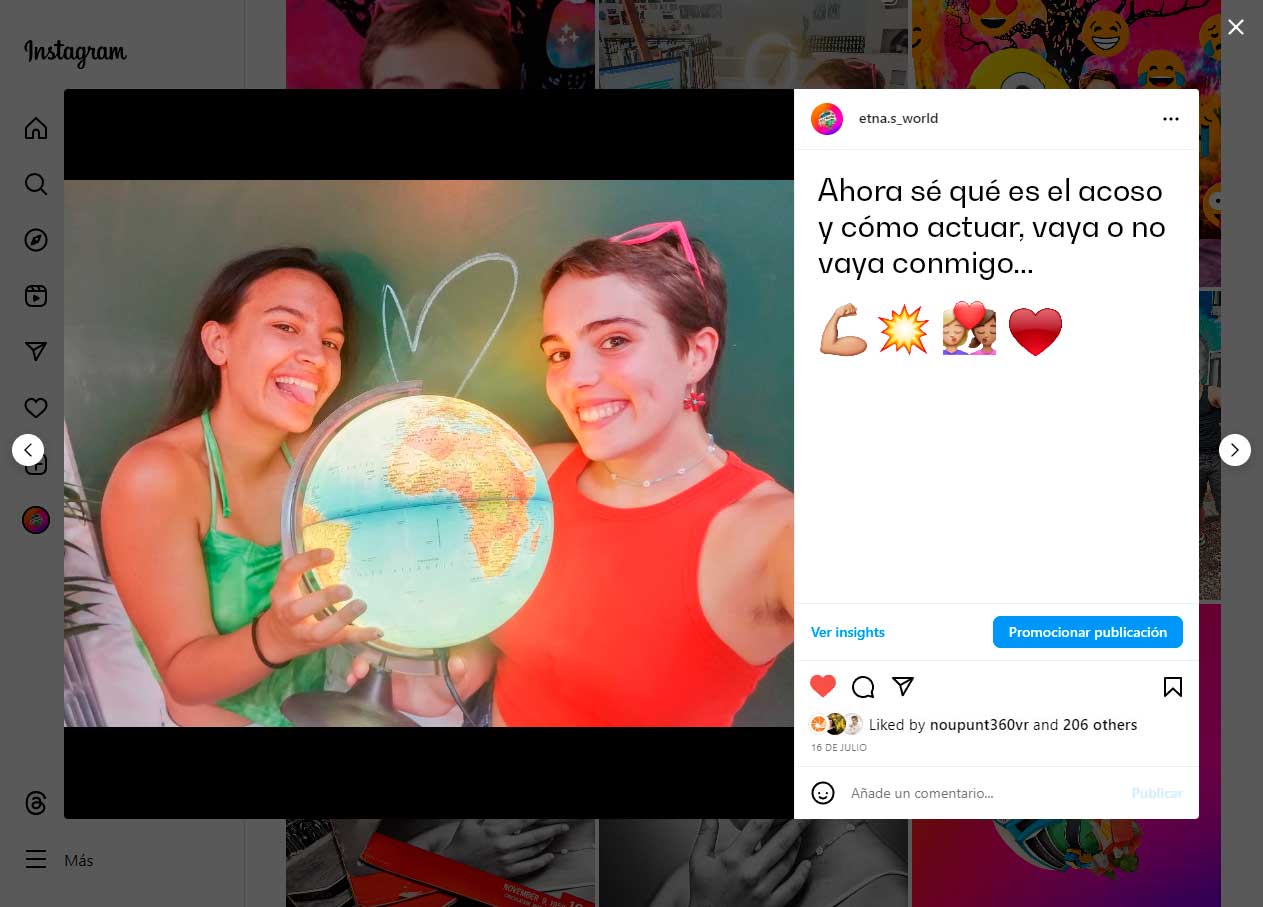 Instagram
etna.s_world
Ahora sé qué es el acoso
y cómo actuar, vaya o no
vaya conmigo...
Ver insights
Promocionar publicación
Liked by noupunt360vr and 206 others
16 DE JULIO
Añade un comentario...
Publicar
Más